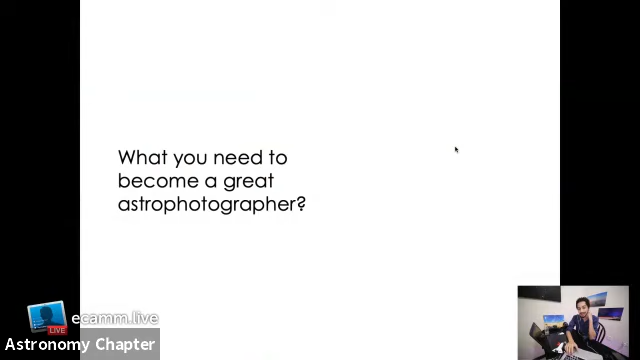 What you need to
become a great
astrophotographer?
ecamm.live
LIVE
Astronomy Chapter